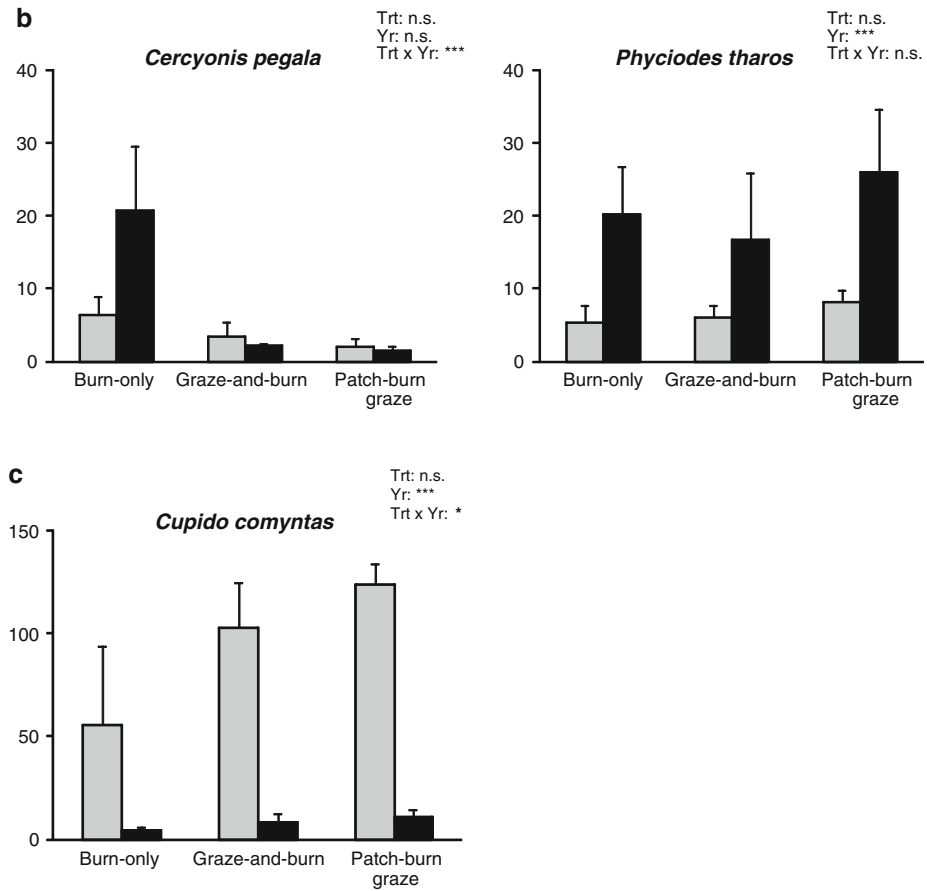 b
Trt: n.s.
Yr: n.s.
Trt x Yr: ***
Cercyonis pegala
40
30
20
10
0
Burn-only
Graze-and-burn
Patch-burn
graze
Trt: n.s.
Yr: ***
Trt x Yr: n.s.
Phyciodes tharos
40
30
20
10
0
Burn-only
Graze-and-burn
Patch-burn
graze
c
Trt: n.s.
Yr: ***
Trt x Yr: *
Cupido comyntas
150
100
50
0
Burn-only
Graze-and-burn
Patch-burn
graze